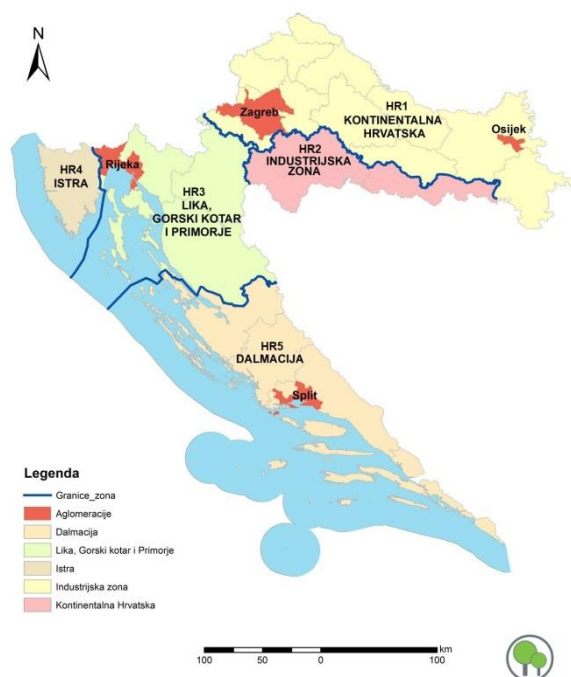 N
Zagreb
HR1
KONTINENTALNA
HRVATSKA
Osijek
HR2
INDUSTRIJSKA
ZONA
HR4
ISTRA
Rijeka
HR3
LIKA,
GORSKI KOTAR
I PRIMORJE
HR5
DALMACIJA
Split
Legenda
Granice_zona
Aglomeracije
Dalmacija
Lika, Gorski kotar i Primorje
Istra
Industrijska zona
Kontinentalna Hrvatska
km
100 50 0 100